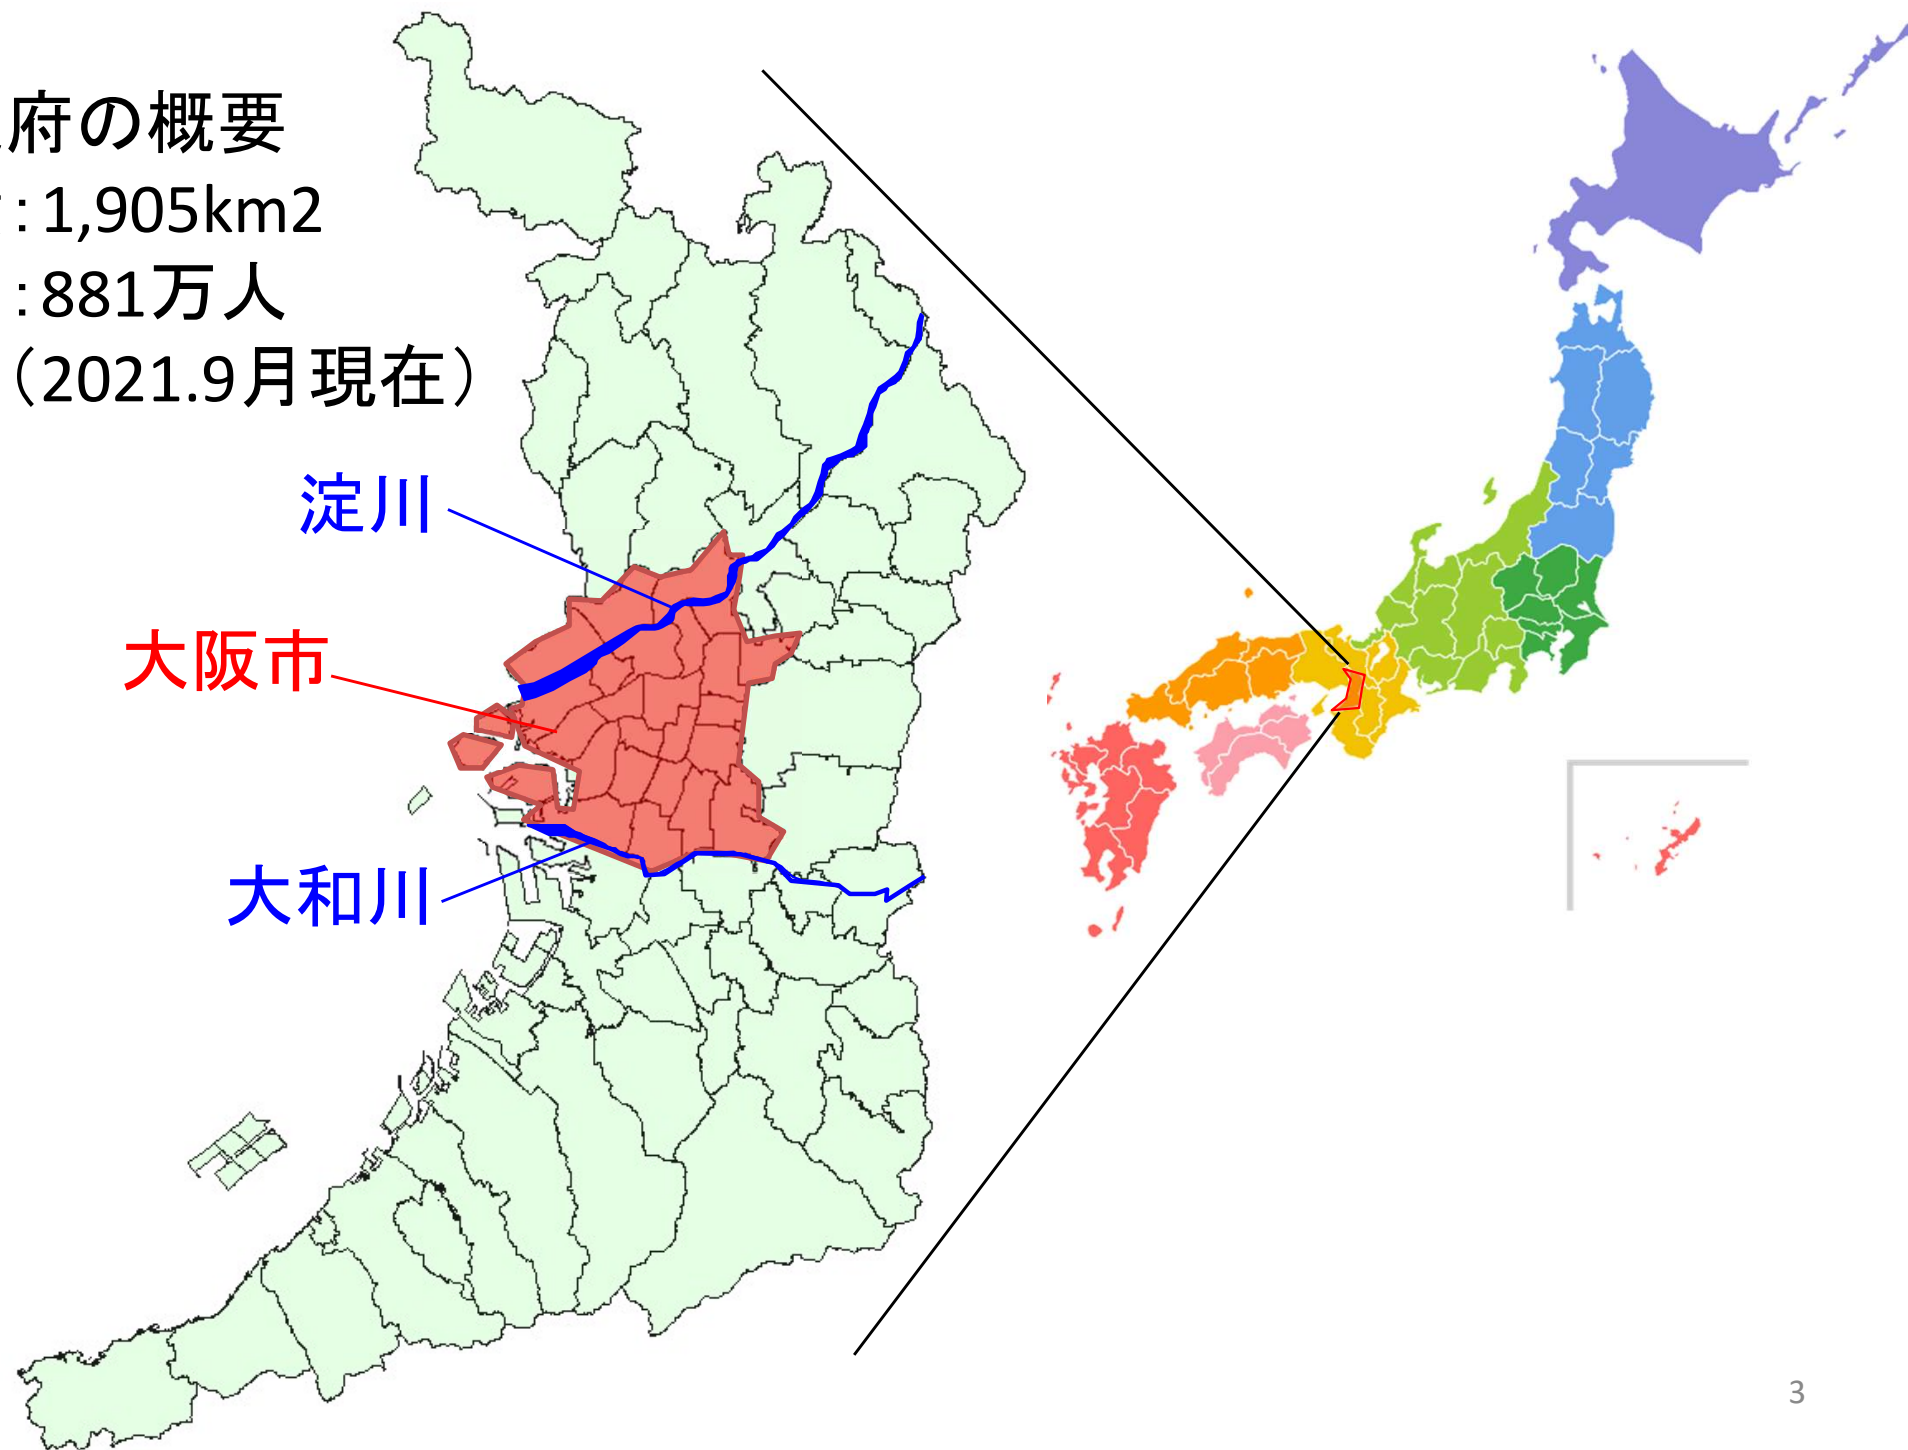 府の概要
：1,905km2
：881万人
（2021.9月現在）
淀川
大阪市
大和川
3